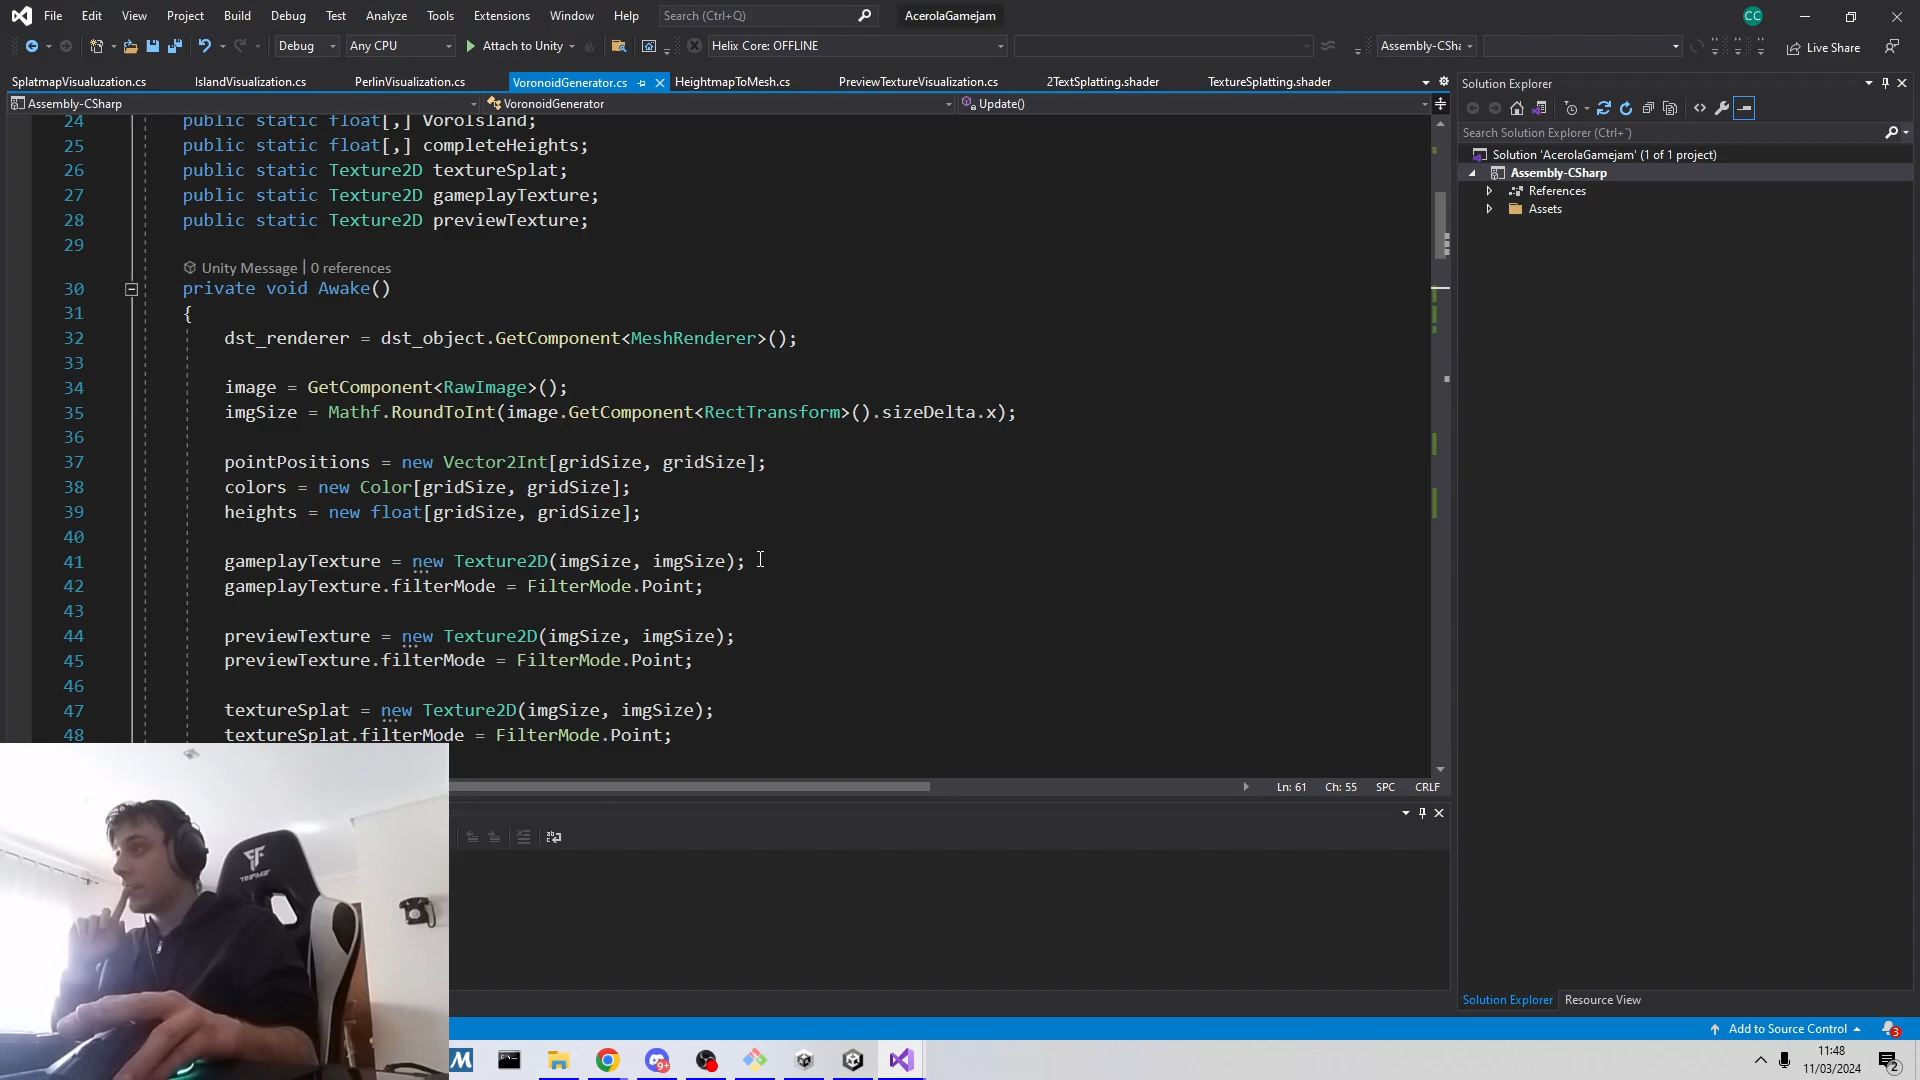 File Edit View Project Build Debug Test Analyze Tools Extensions Window Help Search (Ctrl+Q) AcerolaGamejam CC
Debug Any CPU Attach to Unity Helix Core: OFFLINE Assembly-CSha Live Share
SplatmapVisualuzation.cs IslandVisualization.cs PerlinVisualization.cs VoronoidGenerator.cs HeightmapToMesh.cs PreviewTextureVisualization.cs 2TextSplatting.shader TextureSplatting.shader
Assembly-CSharp VoronoidGenerator Update()
24 public static float[,] VoroIsland;
25 public static float[,] completeHeights;
26 public static Texture2D textureSplat;
27 public static Texture2D gameplayTexture;
28 public static Texture2D previewTexture;
29
Unity Message | 0 references
30 private void Awake()
31 {
32 dst_renderer = dst_object.GetComponent<MeshRenderer>();
33
34 image = GetComponent<RawImage>();
35 imgSize = Mathf.RoundToInt(image.GetComponent<RectTransform>().sizeDelta.x);
36
37 pointPositions = new Vector2Int[gridSize, gridSize];
38 colors = new Color[gridSize, gridSize];
39 heights = new float[gridSize, gridSize];
40
41 gameplayTexture = new Texture2D(imgSize, imgSize);
42 gameplayTexture.filterMode = FilterMode.Point;
43
44 previewTexture = new Texture2D(imgSize, imgSize);
45 previewTexture.filterMode = FilterMode.Point;
46
47 textureSplat = new Texture2D(imgSize, imgSize);
48 textureSplat.filterMode = FilterMode.Point;
Ln: 61 Ch: 55 SPC CRLF
Solution Explorer
Search Solution Explorer (Ctrl+¨)
Solution 'AcerolaGamejam' (1 of 1 project)
Assembly-CSharp
References
Assets
Solution Explorer Resource View
Add to Source Control 3
9+
11:48
11/03/2024
2